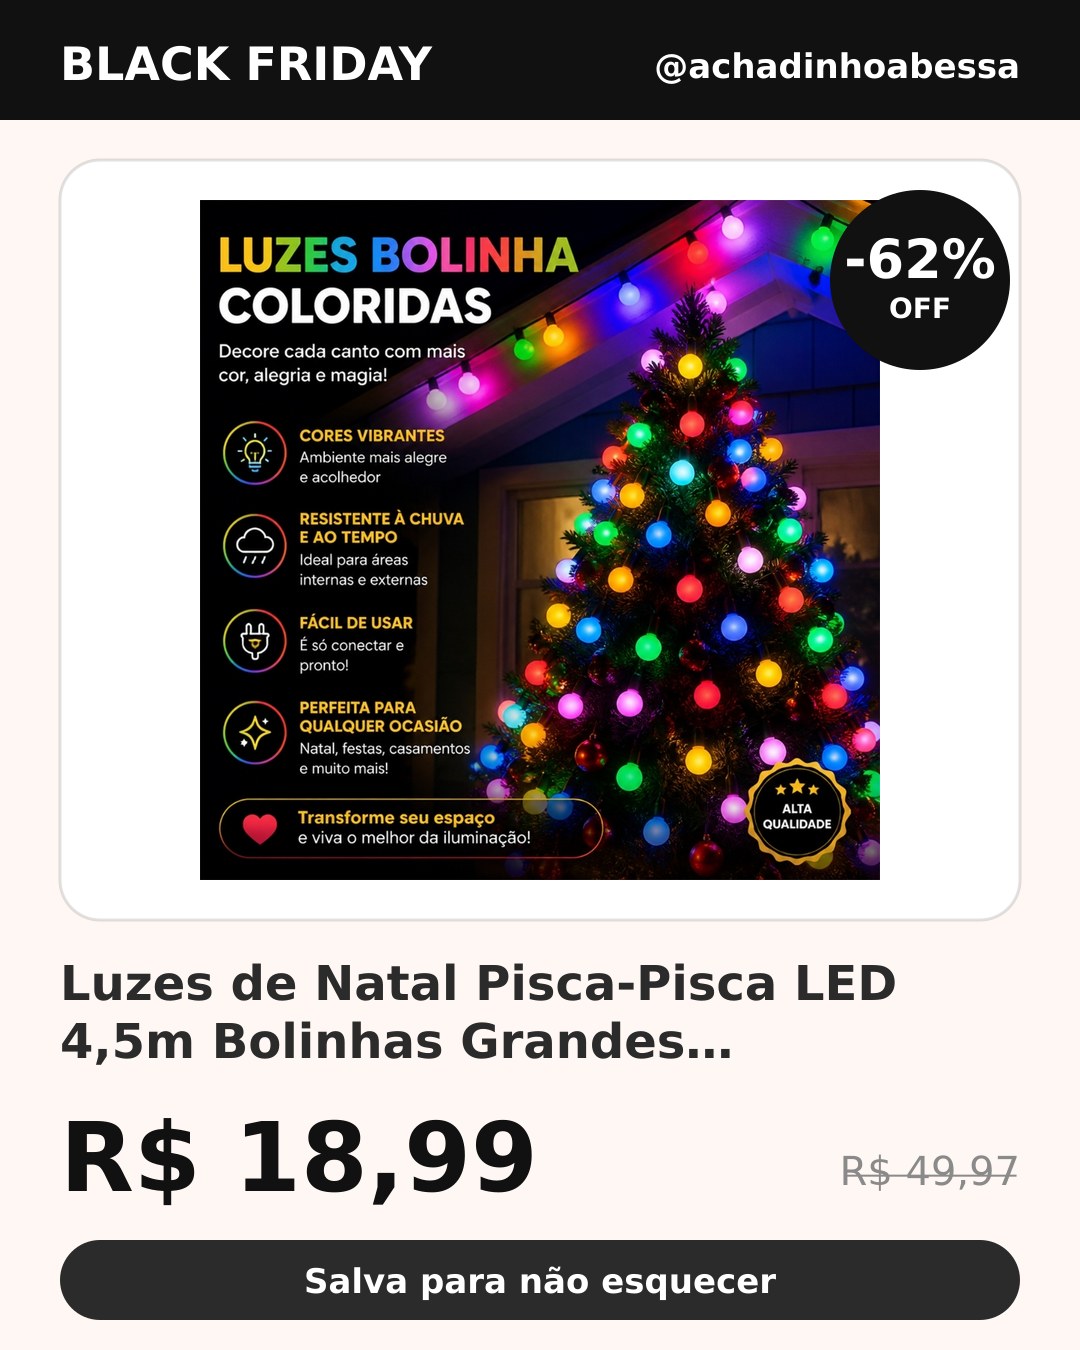 BLACK FRIDAY
@achadinhoabessa
-62%
OFF
LUZES BOLINHA
COLORIDAS
Decore cada canto com mais
cor, alegria e magia!
CORES VIBRANTES
Ambiente mais alegre
e acolhedor
RESISTENTE À CHUVA
E AO TEMPO
Ideal para áreas
internas e externas
FÁCIL DE USAR
É só conectar e
pronto!
PERFEITA PARA
QUALQUER OCASIÃO
Natal, festas, casamentos
e muito mais!
Transforme seu espaço
e viva o melhor da iluminação!
ALTA
QUALIDADE
Luzes de Natal Pisca-Pisca LED
4,5m Bolinhas Grandes...
R$ 18,99
R$ 49,97
Salva para não esquecer